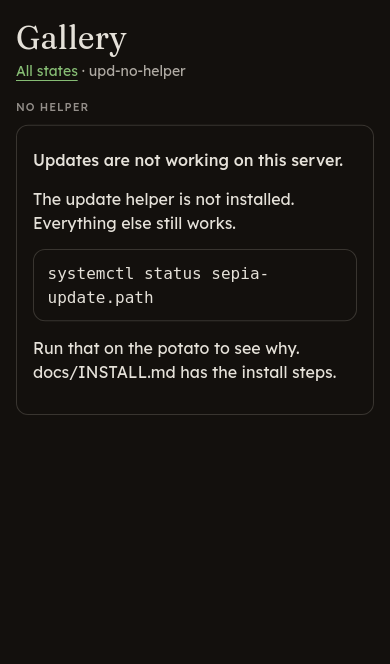 Gallery
All states · upd-no-helper
NO HELPER
Updates are not working on this server.
The update helper is not installed.
Everything else still works.
systemctl status sepia-
update.path
Run that on the potato to see why.
docs/INSTALL.md has the install steps.